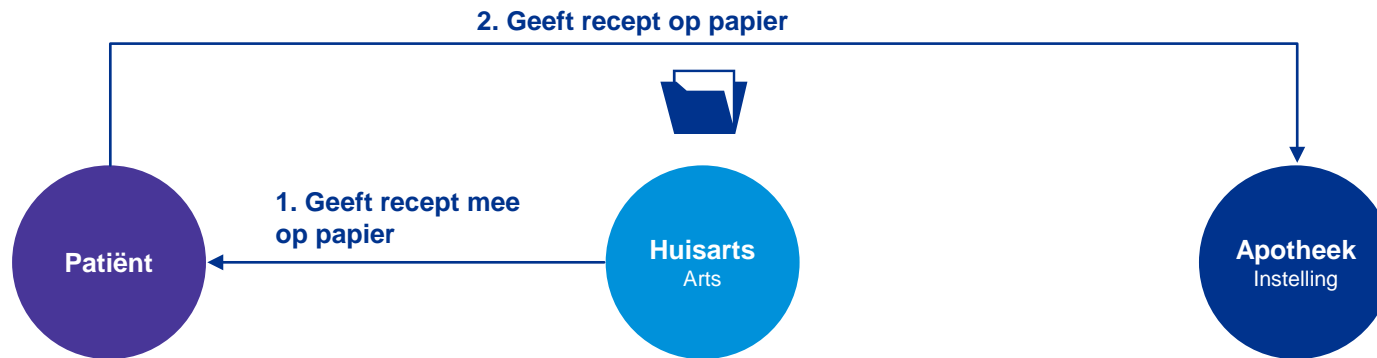 2. Geeft recept op papier
1. Geeft recept mee
op papier
Patiënt
Huisarts
Arts
Apotheek
Instelling